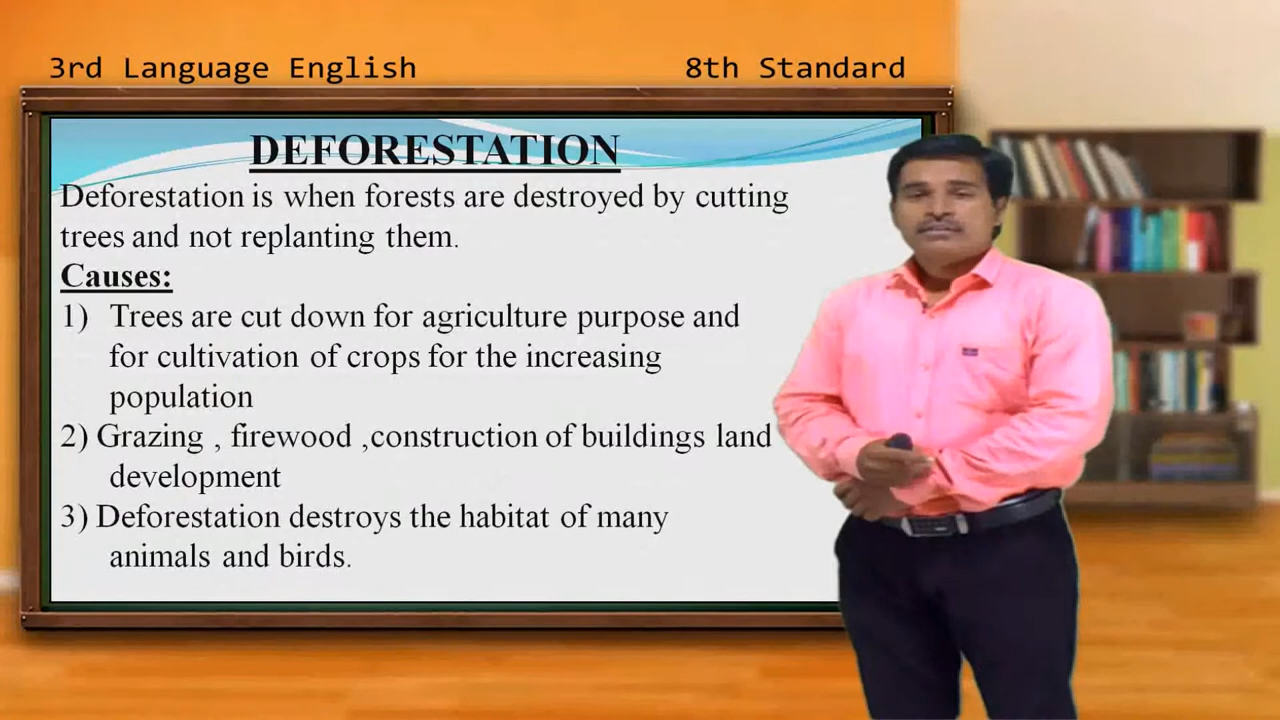 3rd Language English 8th Standard
DEFORESTATION
Deforestation is when forests are destroyed by cutting
trees and not replanting them.
Causes:
1) Trees are cut down for agriculture purpose and
for cultivation of crops for the increasing
population
2) Grazing , firewood ,construction of buildings land
development
3) Deforestation destroys the habitat of many
animals and birds.